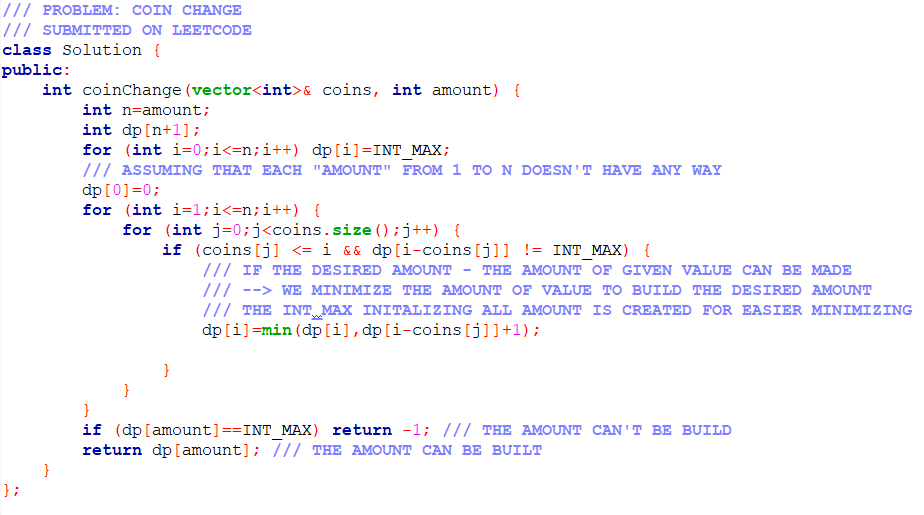 /// PROBLEM: COIN CHANGE
/// SUBMITTED ON LEETCODE
class Solution {
public:
    int coinChange(vector<int>& coins, int amount) {
        int n=amount;
        int dp[n+1];
        for (int i=0;i<=n;i++) dp[i]=INT_MAX;
        /// ASSUMING THAT EACH "AMOUNT" FROM 1 TO N DOESN'T HAVE ANY WAY
        dp[0]=0;
        for (int i=1;i<=n;i++) {
            for (int j=0;j<coins.size();j++) {
                if (coins[j] <= i && dp[i-coins[j]] != INT_MAX) {
                    /// IF THE DESIRED AMOUNT - THE AMOUNT OF GIVEN VALUE CAN BE MADE
                    /// --> WE MINIMIZE THE AMOUNT OF VALUE TO BUILD THE DESIRED AMOUNT
                    /// THE INT_MAX INITALIZING ALL AMOUNT IS CREATED FOR EASIER MINIMIZING
                    dp[i]=min(dp[i],dp[i-coins[j]]+1);
                }
            }
        }
        if (dp[amount]==INT_MAX) return -1; /// THE AMOUNT CAN'T BE BUILD
        return dp[amount]; /// THE AMOUNT CAN BE BUILT
    }
};